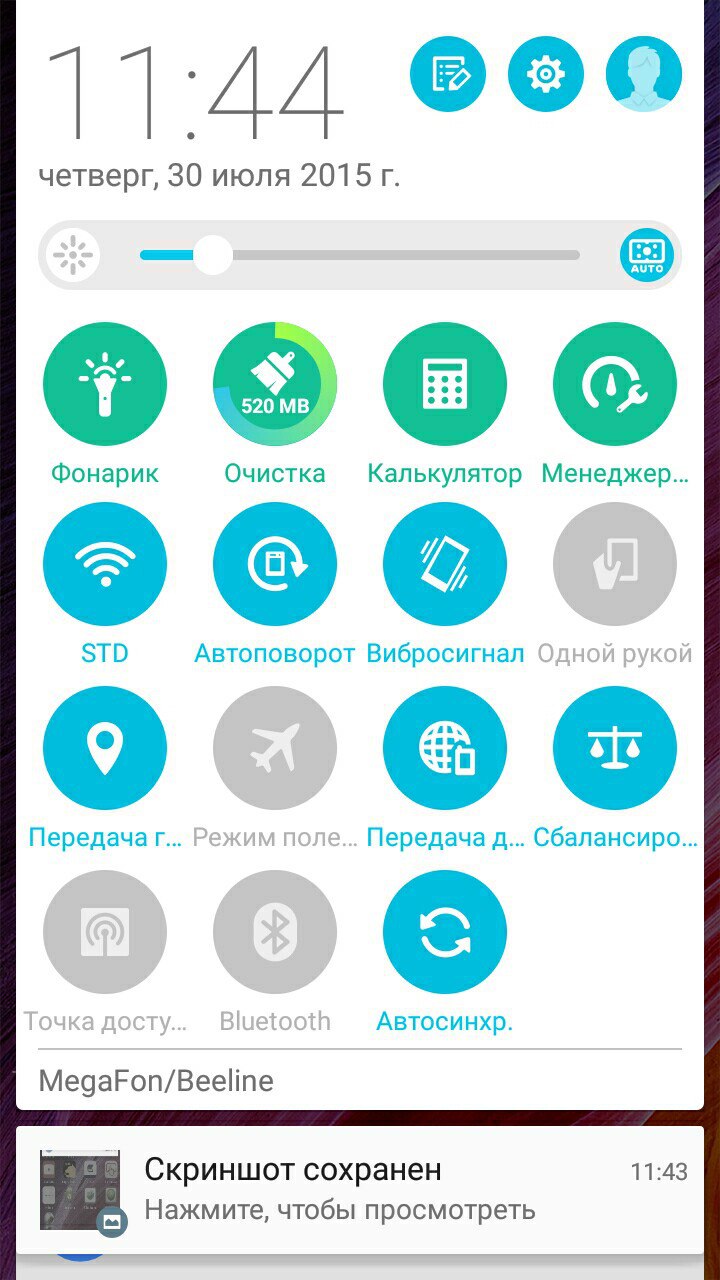 11:44
четверг, 30 июля 2015 г.
AUTO
520 MB
Фонарик
Очистка
Калькулятор
Менеджер...
STD
Автоповорот
Вибросигнал
Одной рукой
Передача г...
Режим поле...
Передача д...
Сбалансиро...
Точка досту...
Bluetooth
Автосинхр.
MegaFon/Beeline
Скриншот сохранен
11:43
Нажмите, чтобы просмотреть